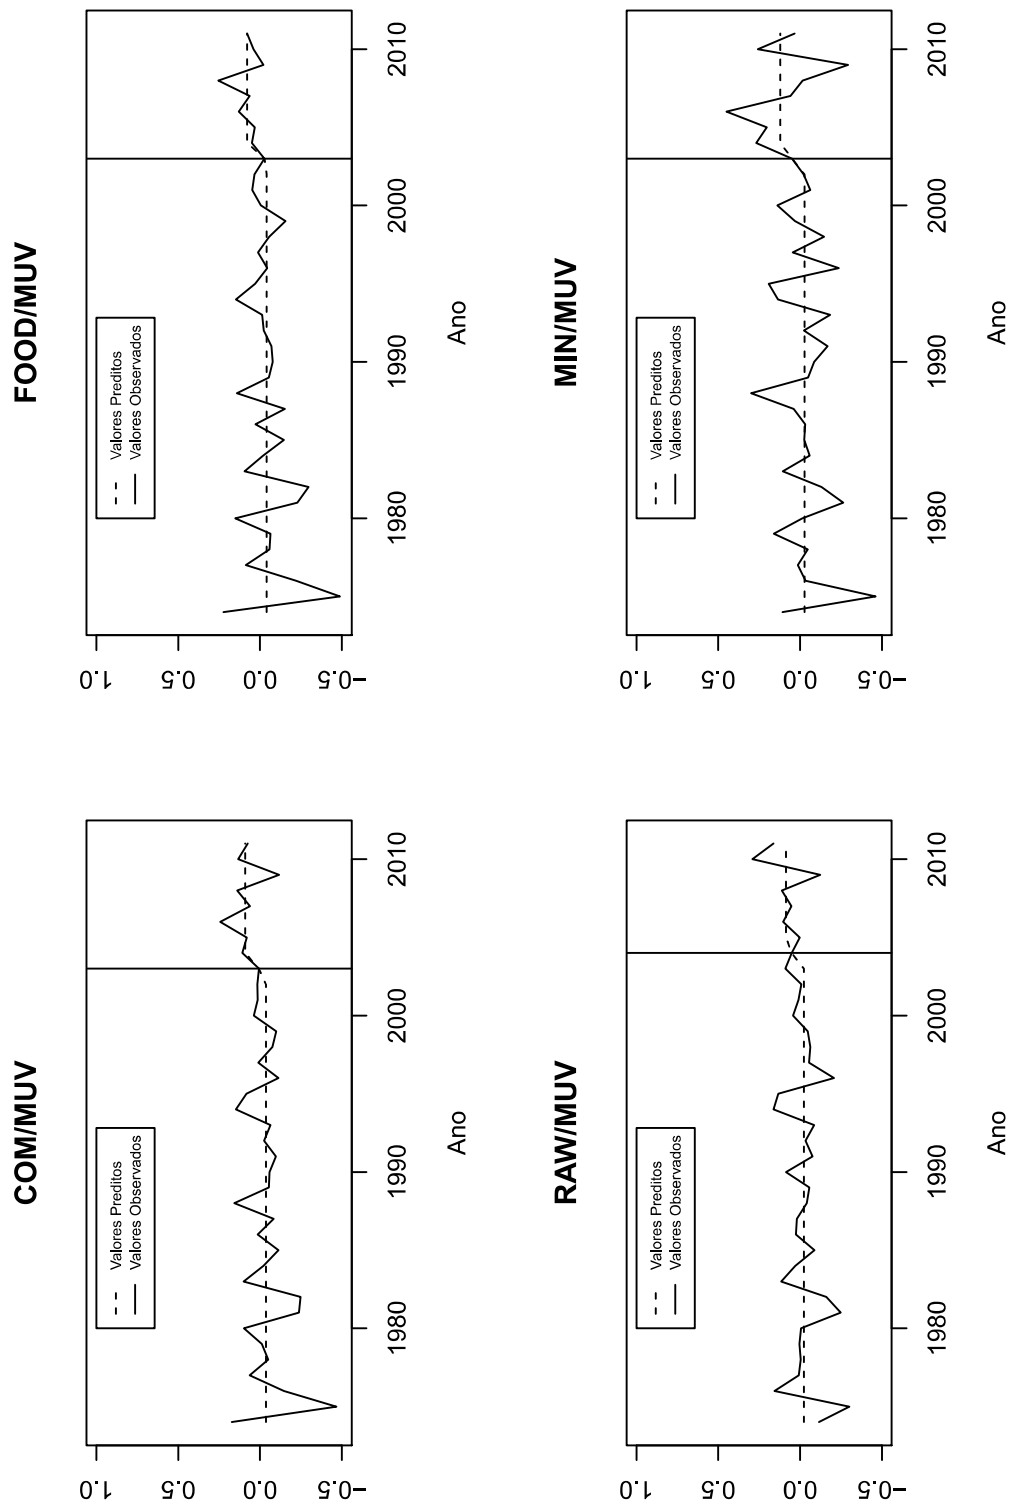 COM/MUV
1.0
0.5
0.0
−0.5
Valores Preditos
Valores Observados
1980 1990 2000 2010
Ano
FOOD/MUV
1.0
0.5
0.0
−0.5
Valores Preditos
Valores Observados
1980 1990 2000 2010
Ano
RAW/MUV
1.0
0.5
0.0
−0.5
Valores Preditos
Valores Observados
1980 1990 2000 2010
Ano
MIN/MUV
1.0
0.5
0.0
−0.5
Valores Preditos
Valores Observados
1980 1990 2000 2010
Ano